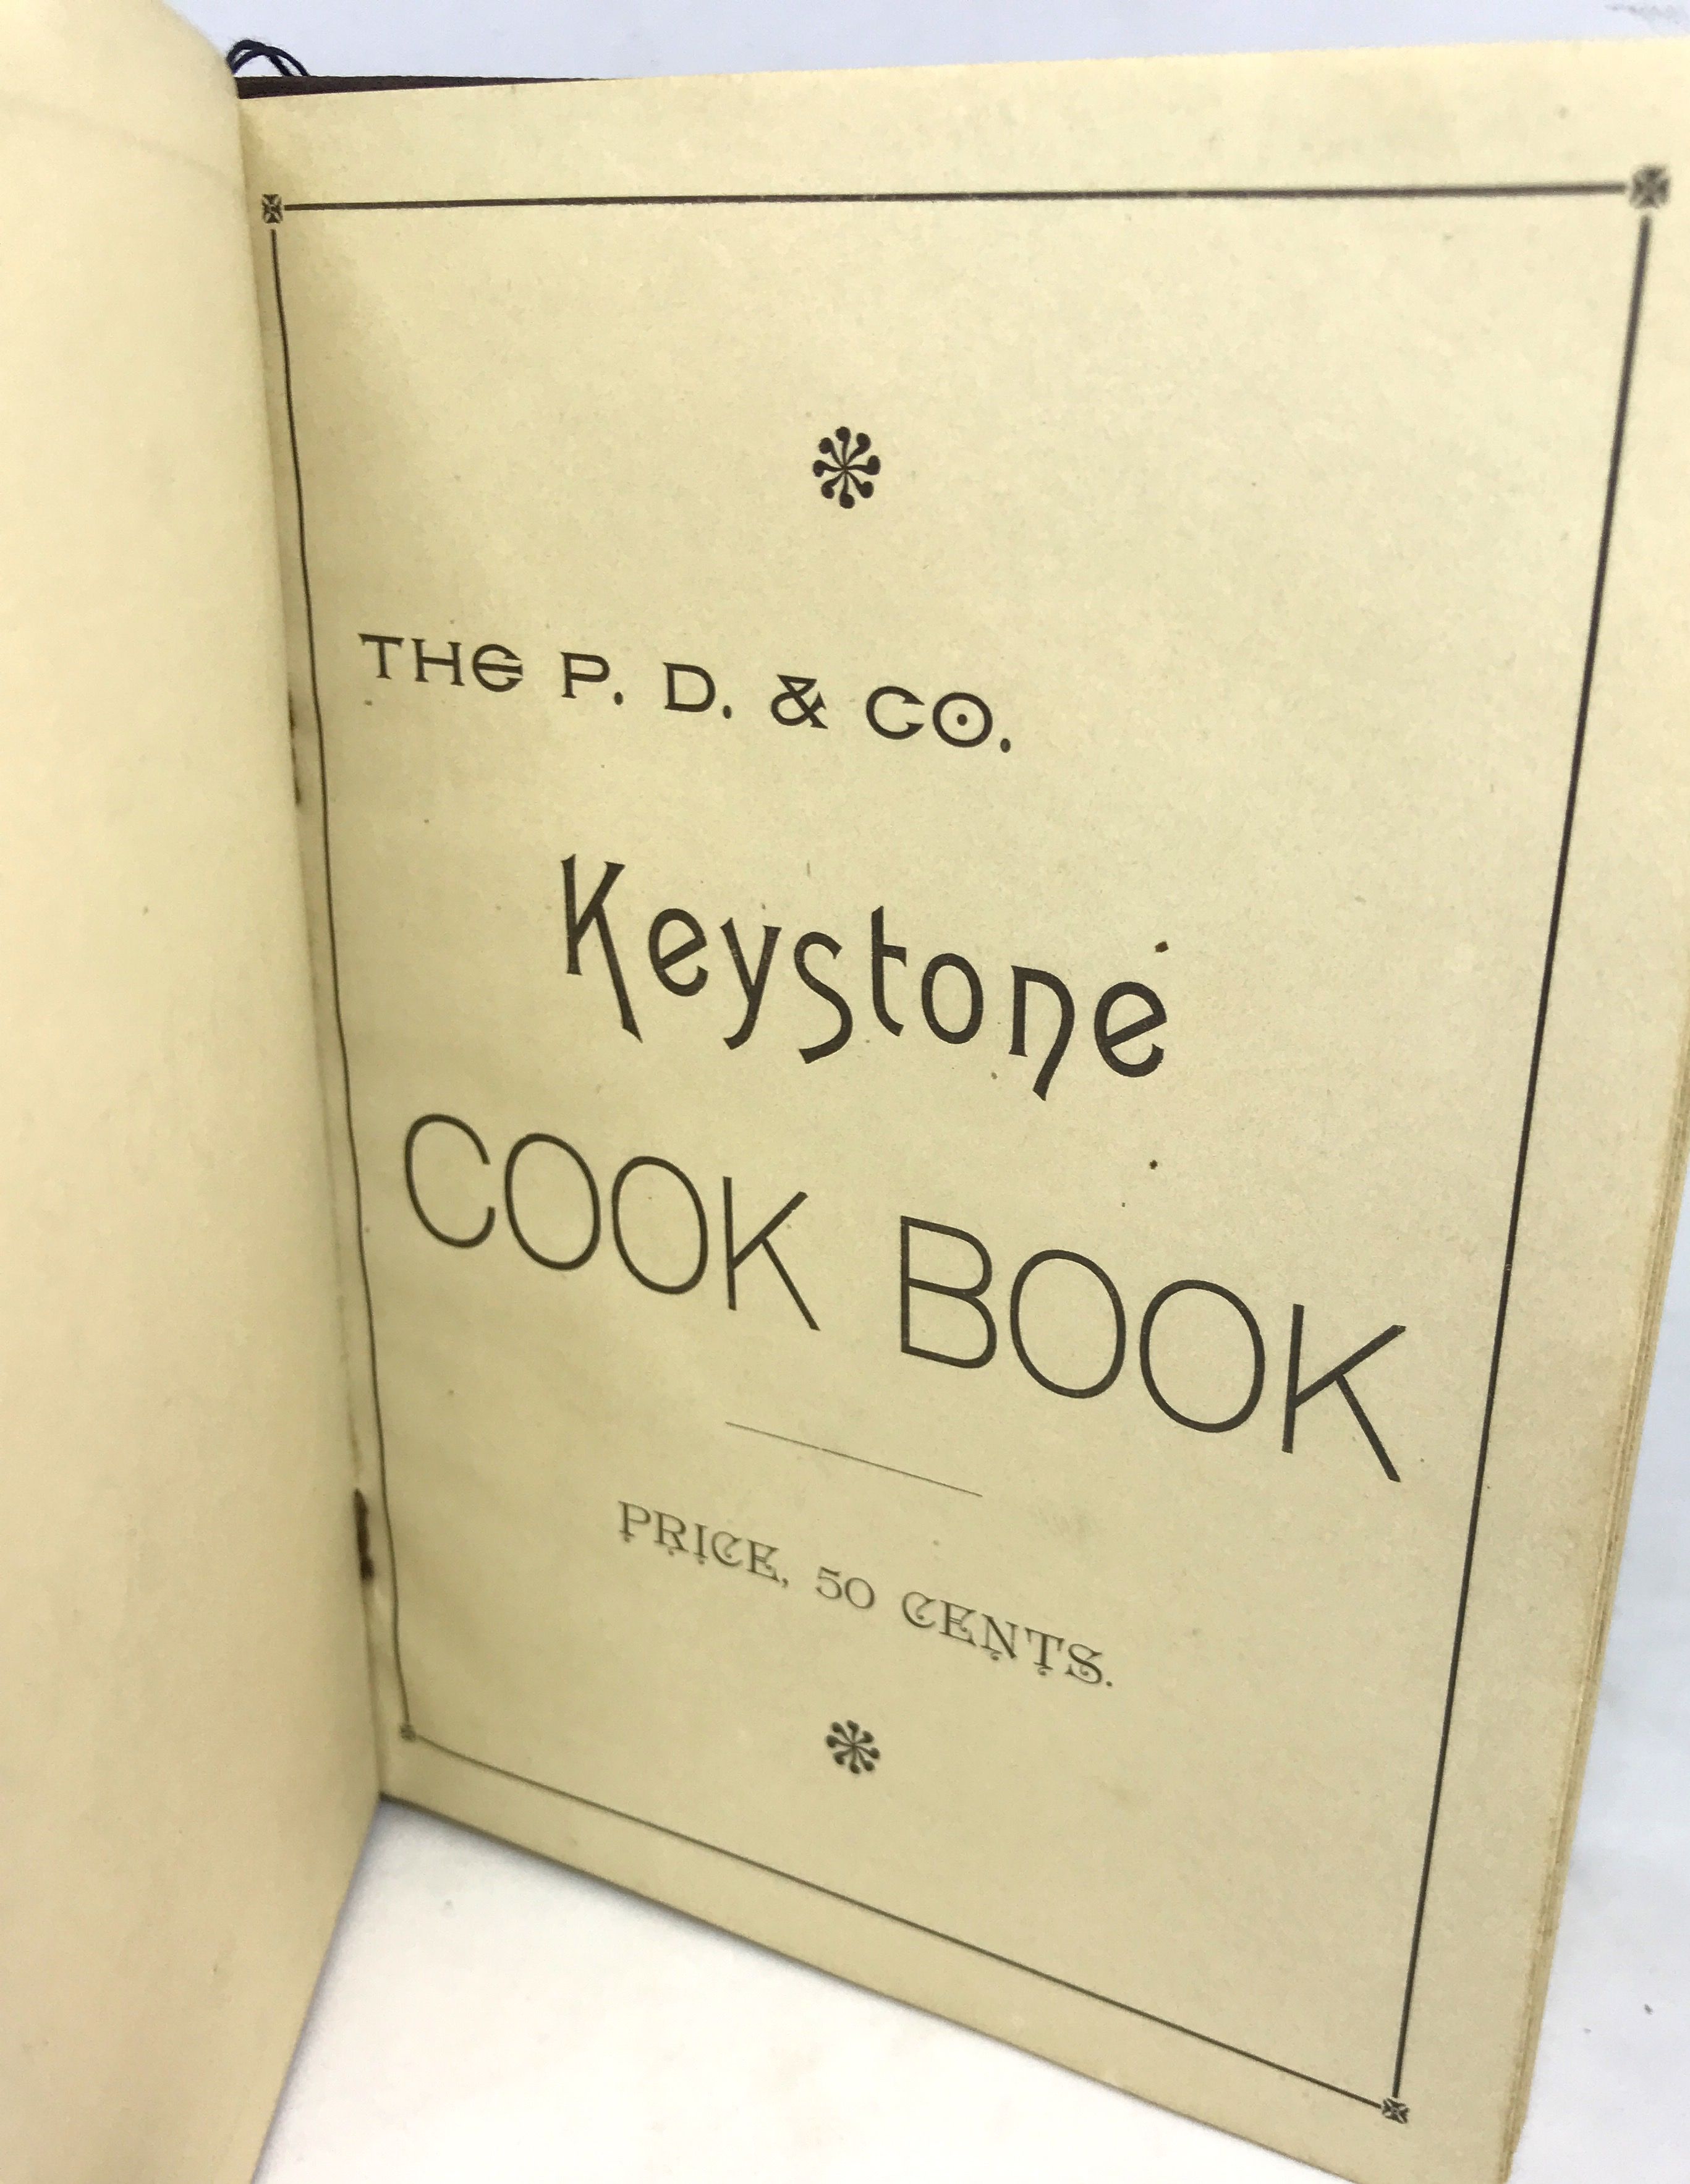 THE P. D. & CO.
Keystone
COOK BOOK
PRICE, 50 CENTS.